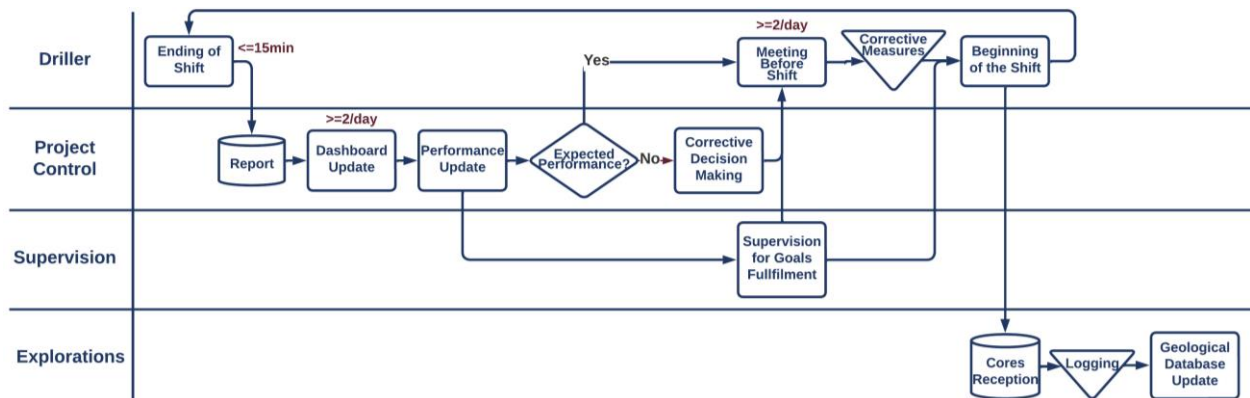 Driller
Ending of
Shift
<=15min
Yes
>=2/day
Meeting
Before
Shift
Corrective
Measures
Beginning
of the Shift
Project
Control
Report
>=2/day
Dashboard
Update
Performance
Update
Expected
Performance?
No
Corrective
Decision
Making
Supervision
Supervision
for Goals
Fullfilment
Explorations
Cores
Reception
Logging
Geological
Database
Update